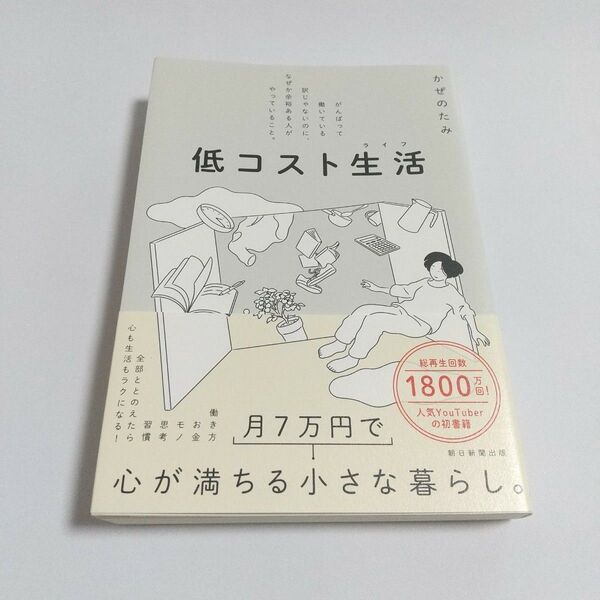 かぜのたみ
がんばって
働いている
訳じゃないのに、
なぜか余裕ある人が
やっていること。
ライフ
低コスト生活
総再生回数
1800万回!
人気YouTuber
の初書籍
朝日新聞出版
働き方
お金
モノ
思考
習慣
全部ととのえたら
心も生活もラクになる!
月7万円で
心が満ちる小さな暮らし。